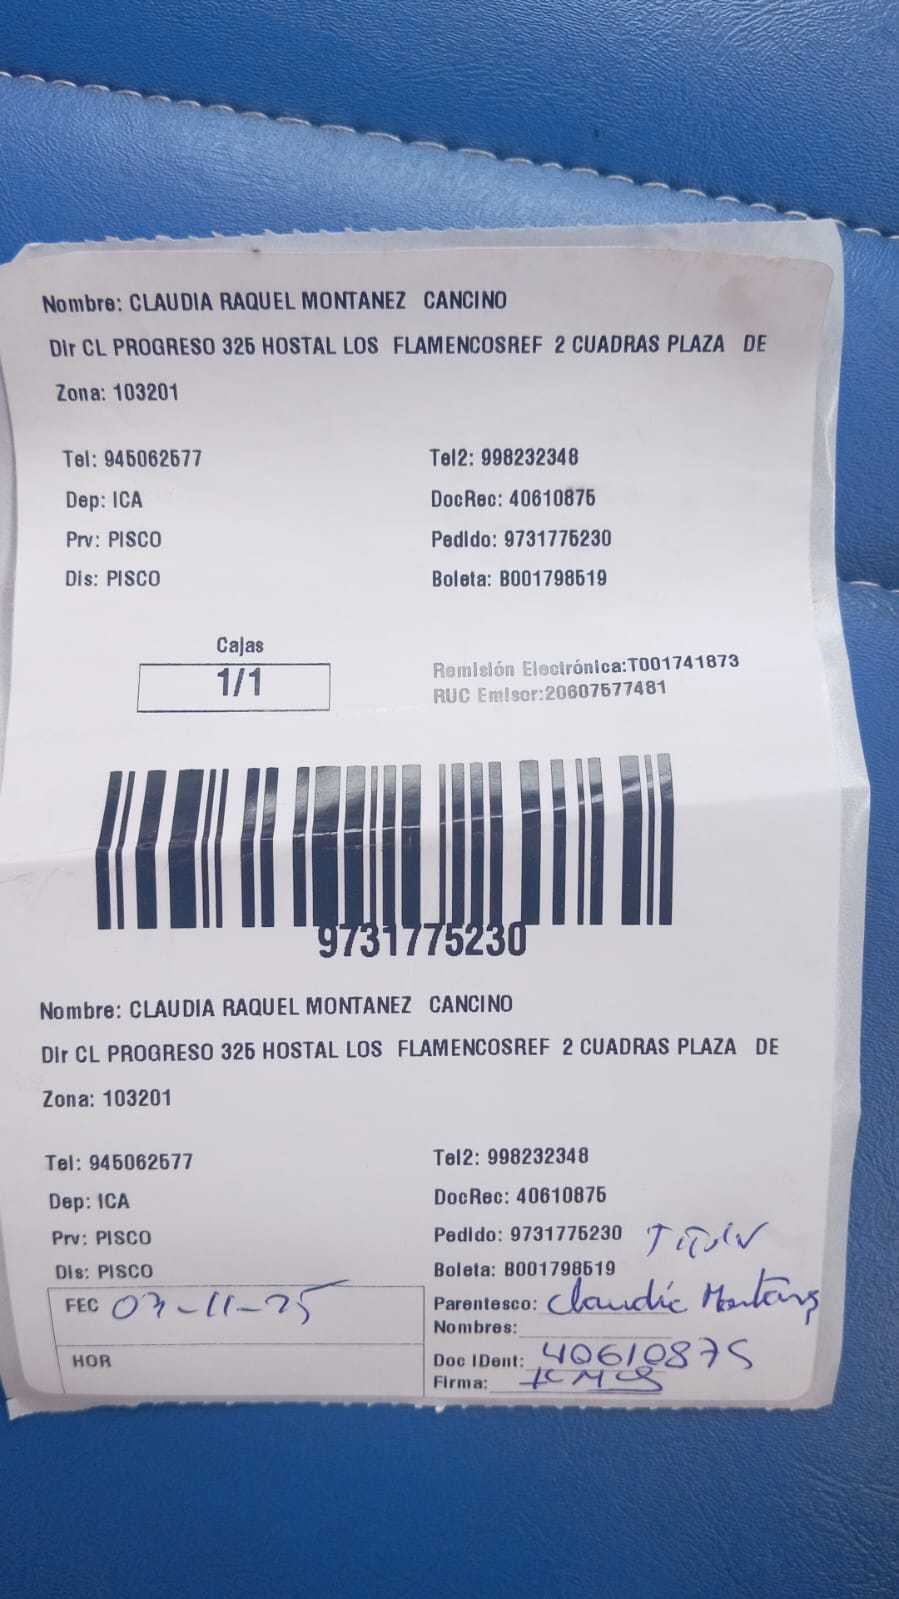 Nombre: CLAUDIA RAQUEL MONTANEZ CANCINO
Dir CL PROGRESO 325 HOSTAL LOS FLAMENCOSREF 2 CUADRAS PLAZA DE
Zona: 103201
Tel: 945062577 Tel2: 998232348
Dep: ICA DocRec: 40610875
Prv: PISCO Pedido: 9731775230
Dis: PISCO Boleta: B001798519
Cajas
1/1
Remisión Electrónica:T001741873
RUC Emisor:20607577481
9731775230
Nombre: CLAUDIA RAQUEL MONTANEZ CANCINO
Dir CL PROGRESO 325 HOSTAL LOS FLAMENCOSREF 2 CUADRAS PLAZA DE
Zona: 103201
Tel: 945062577 Tel2: 998232348
Dep: ICA DocRec: 40610875
Prv: PISCO Pedido: 9731775230
Dis: PISCO Boleta: B001798519
FEC 03-11-25 Parentesco: Claudia
Nombres:
HOR Doc IDent: 40610875
Firma: